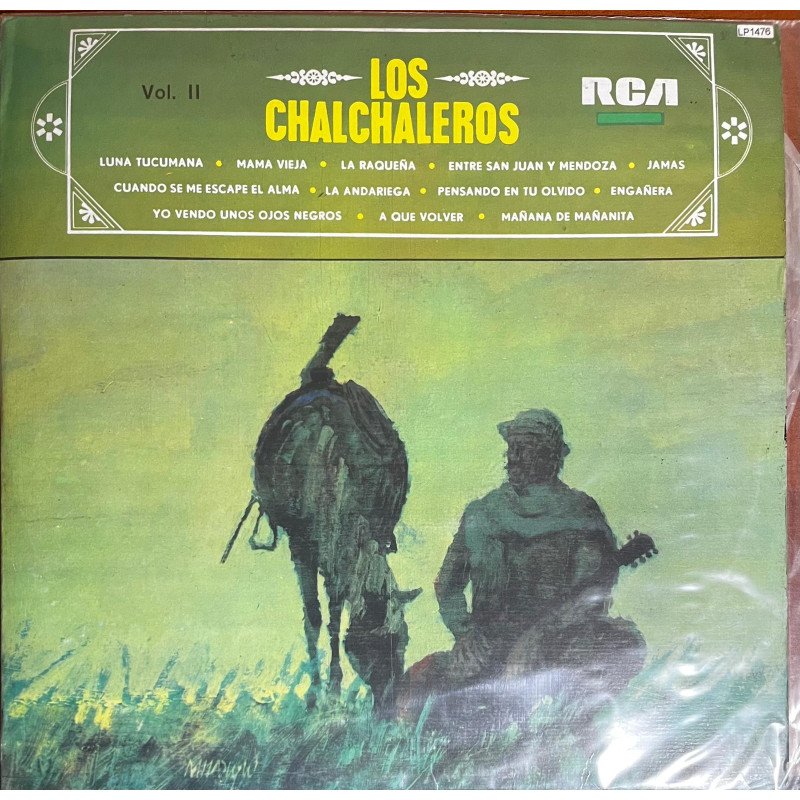 LP1476
Vol. II
LOS
CHALCHALEROS
RCA
LUNA TUCUMANA • MAMA VIEJA • LA RAQUEÑA • ENTRE SAN JUAN Y MENDOZA • JAMAS
CUANDO SE ME ESCAPE EL ALMA • LA ANDARIEGA • PENSANDO EN TU OLVIDO • ENGAÑERA
YO VENDO UNOS OJOS NEGROS • A QUE VOLVER • MAÑANA DE MAÑANITA